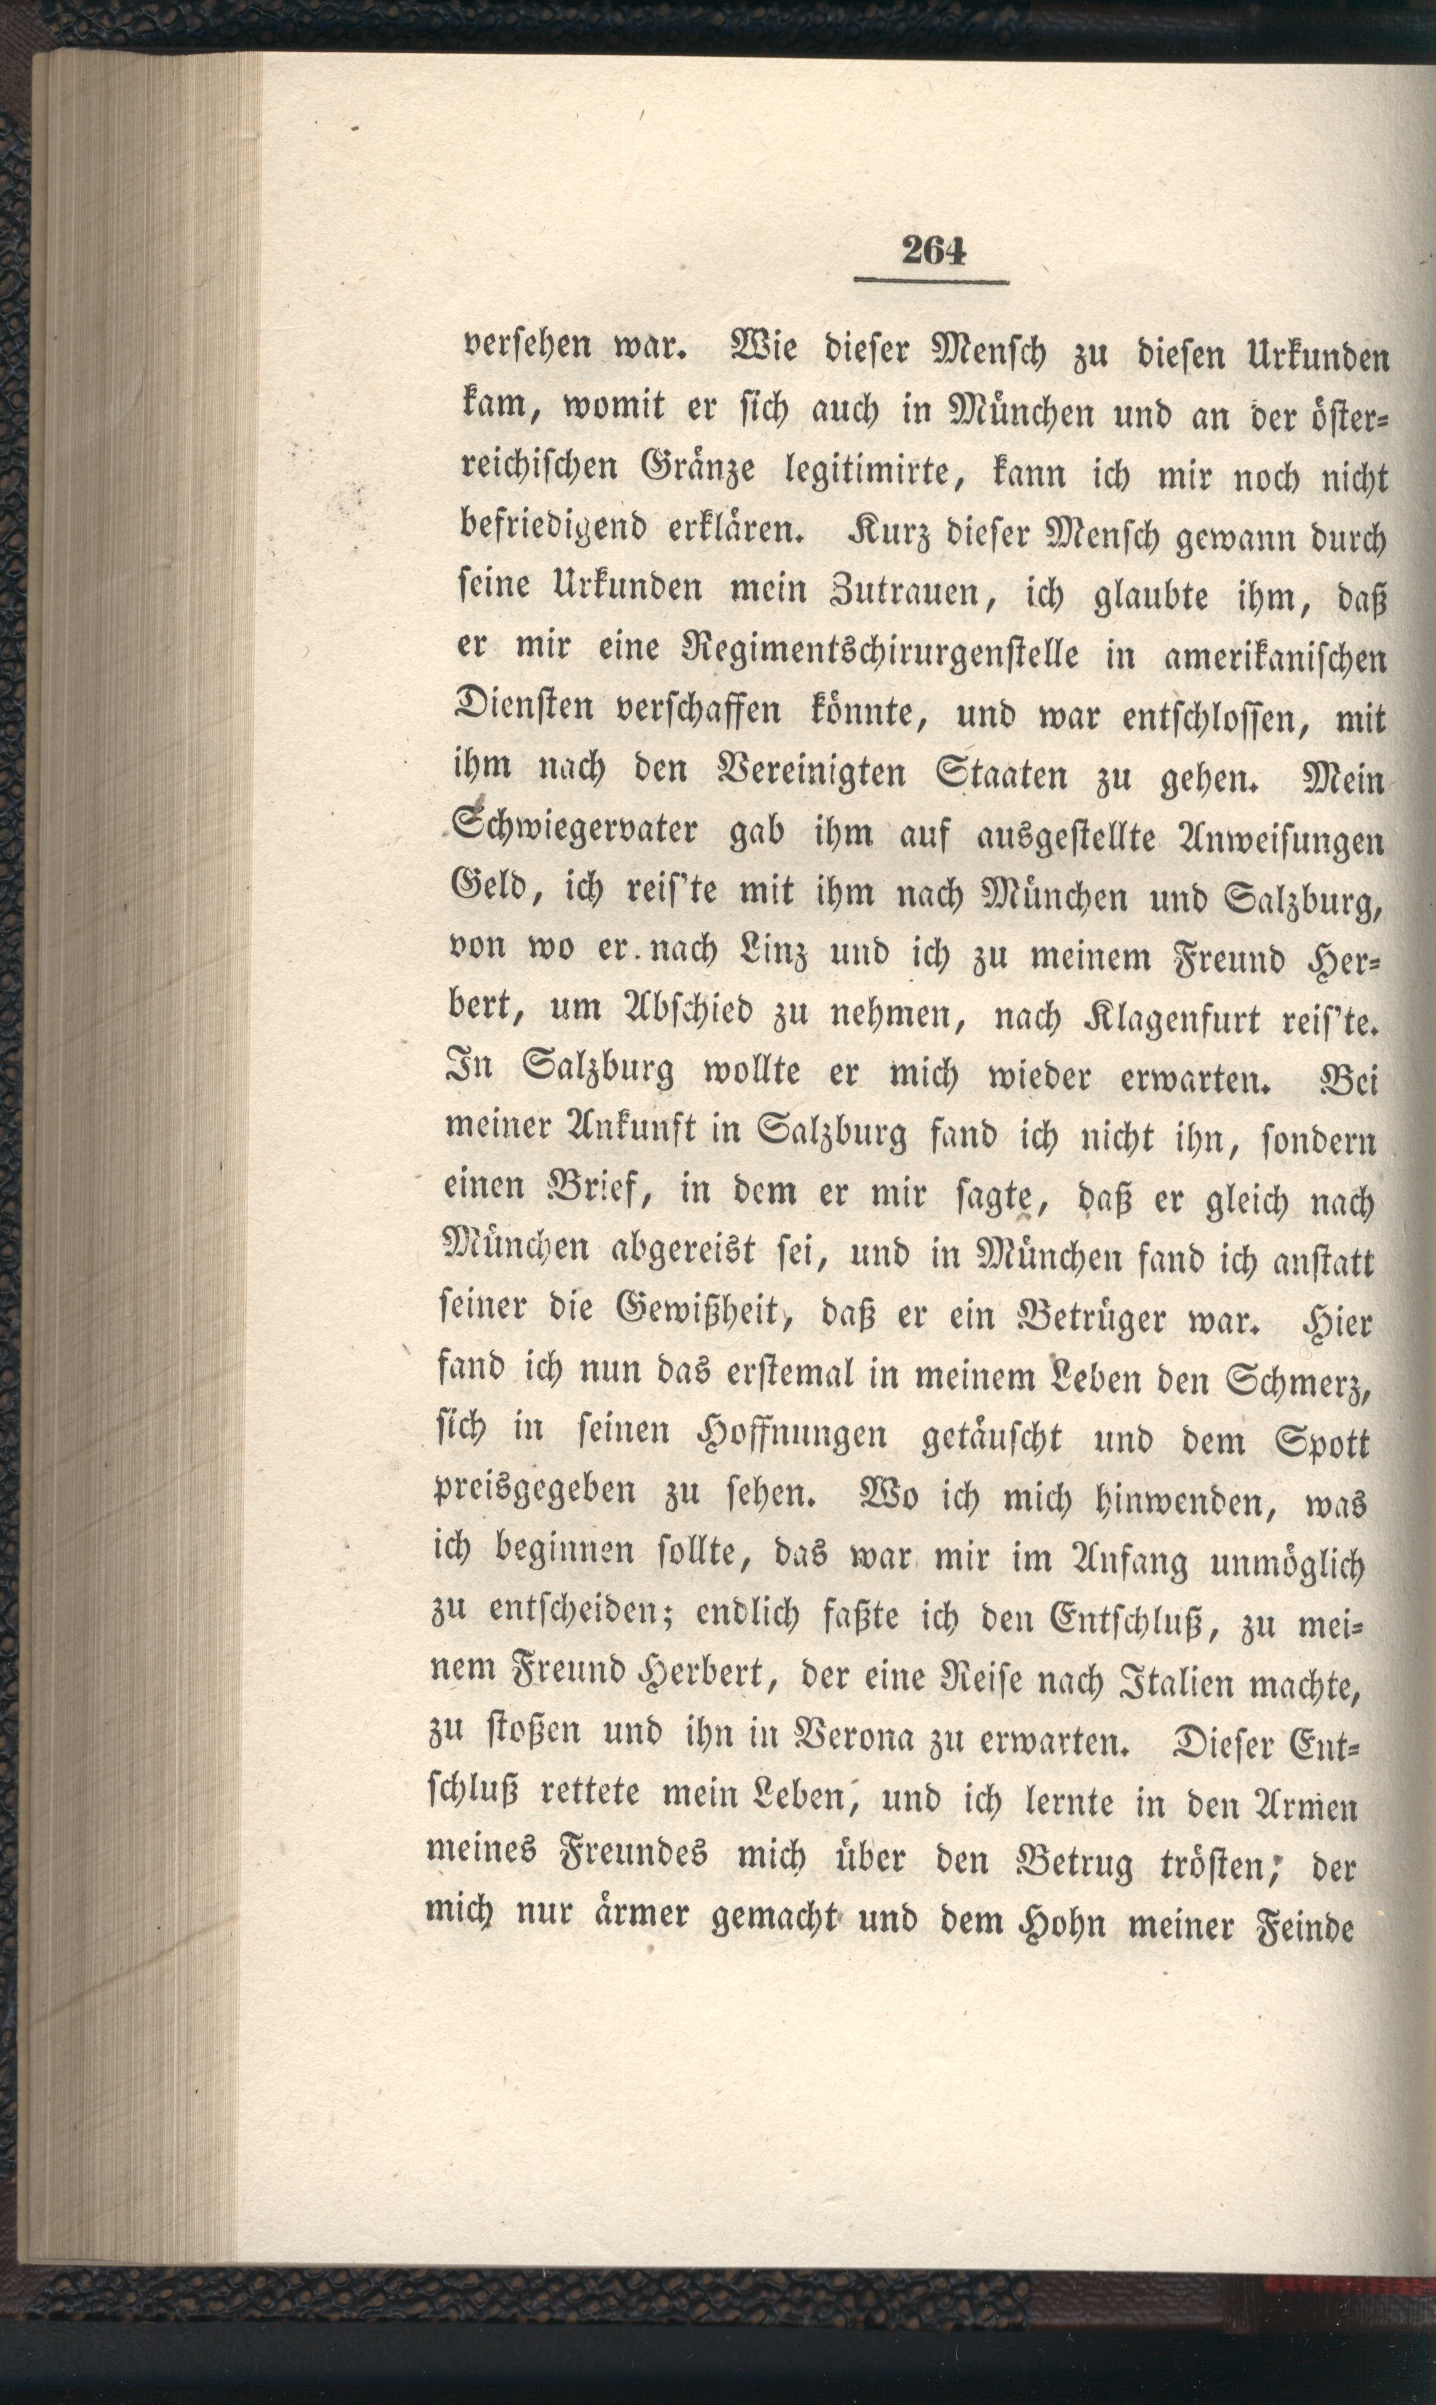 264
versehen war. Wie dieser Mensch zu diesen Urkunden
kam, womit er sich auch in München und an der öster-
reichischen Gränze legitimirte, kann ich mir noch nicht
befriedigend erklären. Kurz dieser Mensch gewann durch
seine Urkunden mein Zutrauen, ich glaubte ihm, daß
er mir eine Regimentschirurgenstelle in amerikanischen
Diensten verschaffen könnte, und war entschlossen, mit
ihm nach den Vereinigten Staaten zu gehen. Mein
Schwiegervater gab ihm auf ausgestellte Anweisungen
Geld, ich reis'te mit ihm nach München und Salzburg,
von wo er nach Linz und ich zu meinem Freund Her-
bert, um Abschied zu nehmen, nach Klagenfurt reis'te.
In Salzburg wollte er mich wieder erwarten. Bei
meiner Ankunft in Salzburg fand ich nicht ihn, sondern
einen Brief, in dem er mir sagte, daß er gleich nach
München abgereist sei, und in München fand ich anstatt
seiner die Gewißheit, daß er ein Betrüger war. Hier
fand ich nun das erstemal in meinem Leben den Schmerz,
sich in seinen Hoffnungen getäuscht und dem Spott
preisgegeben zu sehen. Wo ich mich hinwenden, was
ich beginnen sollte, das war mir im Anfang unmöglich
zu entscheiden; endlich faßte ich den Entschluß, zu mei-
nem Freund Herbert, der eine Reise nach Italien machte,
zu stoßen und ihn in Verona zu erwarten. Dieser Ent-
schluß rettete mein Leben, und ich lernte in den Armen
meines Freundes mich über den Betrug trösten, der
mich nur ärmer gemacht und dem Hohn meiner Feinde